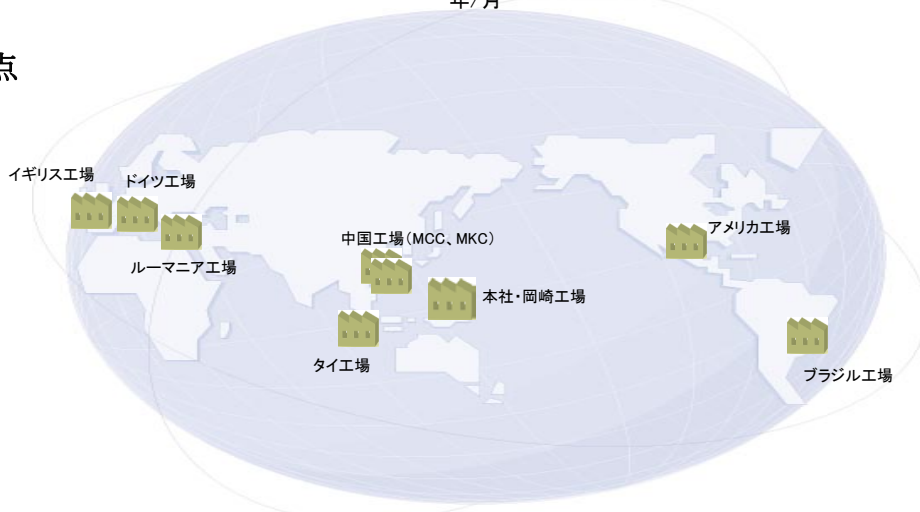 年/月
点
イギリス工場
ドイツ工場
ルーマニア工場
中国工場（MCC、MKC）
本社・岡崎工場
タイ工場
アメリカ工場
ブラジル工場